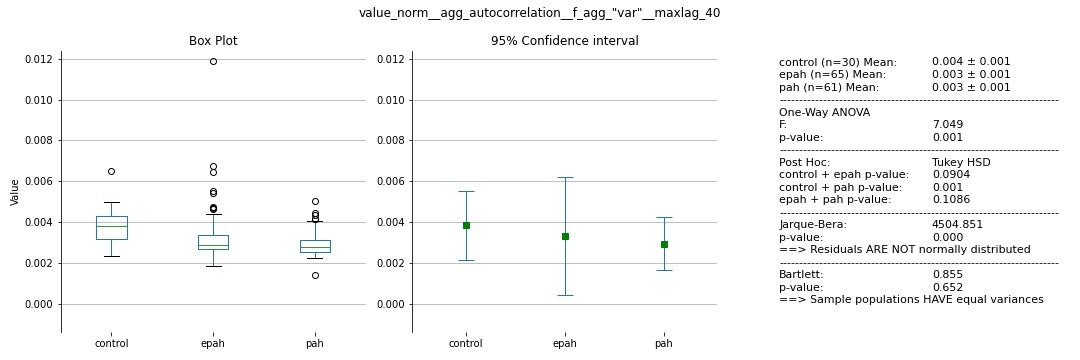 value_norm__agg_autocorrelation__f_agg_"var"__maxlag_40
Box Plot
0.012
0.010
0.008
0.006
0.004
0.002
0.000
Value
control epah pah
95% Confidence interval
0.012
0.010
0.008
0.006
0.004
0.002
0.000
control epah pah
control (n=30) Mean: 0.004 ± 0.001
epah (n=65) Mean: 0.003 ± 0.001
pah (n=61) Mean: 0.003 ± 0.001
One-Way ANOVA
F: 7.049
p-value: 0.001
Post Hoc: Tukey HSD
control + epah p-value: 0.0904
control + pah p-value: 0.001
epah + pah p-value: 0.1086
Jarque-Bera: 4504.851
p-value: 0.000
==> Residuals ARE NOT normally distributed
Bartlett: 0.855
p-value: 0.652
==> Sample populations HAVE equal variances